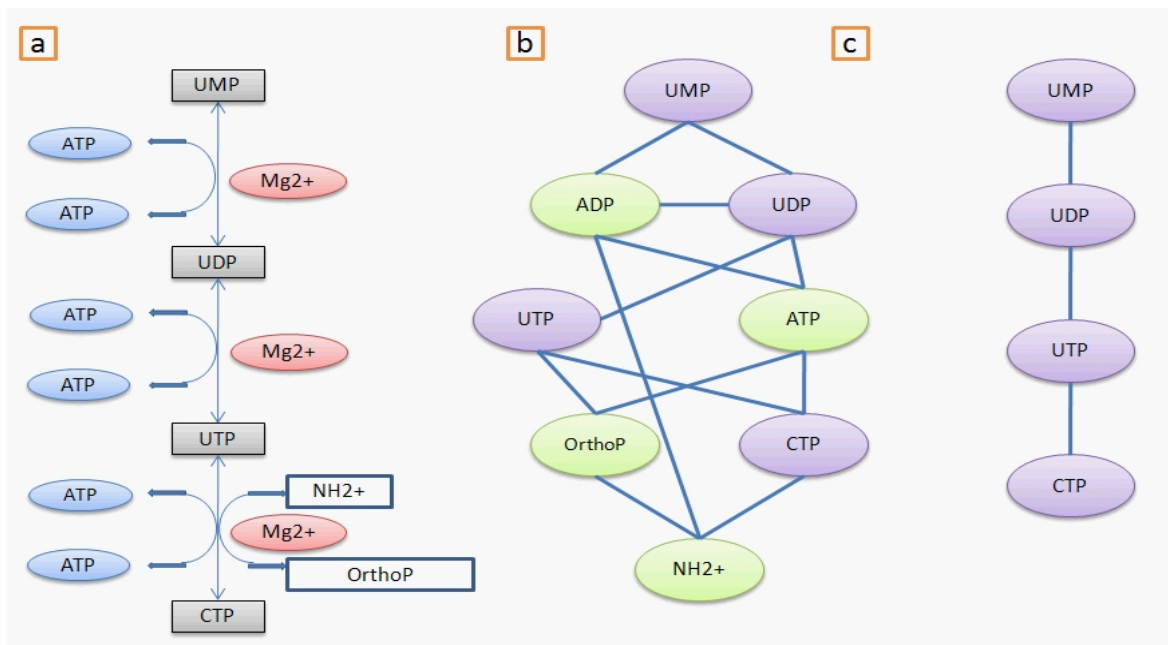 a
UMP
ATP
Mg2+
ATP
UDP
ATP
Mg2+
ATP
UTP
ATP
NH2+
Mg2+
ATP
OrthoP
CTP
b
UMP
ADP
UDP
UTP
ATP
OrthoP
CTP
NH2+
c
UMP
UDP
UTP
CTP